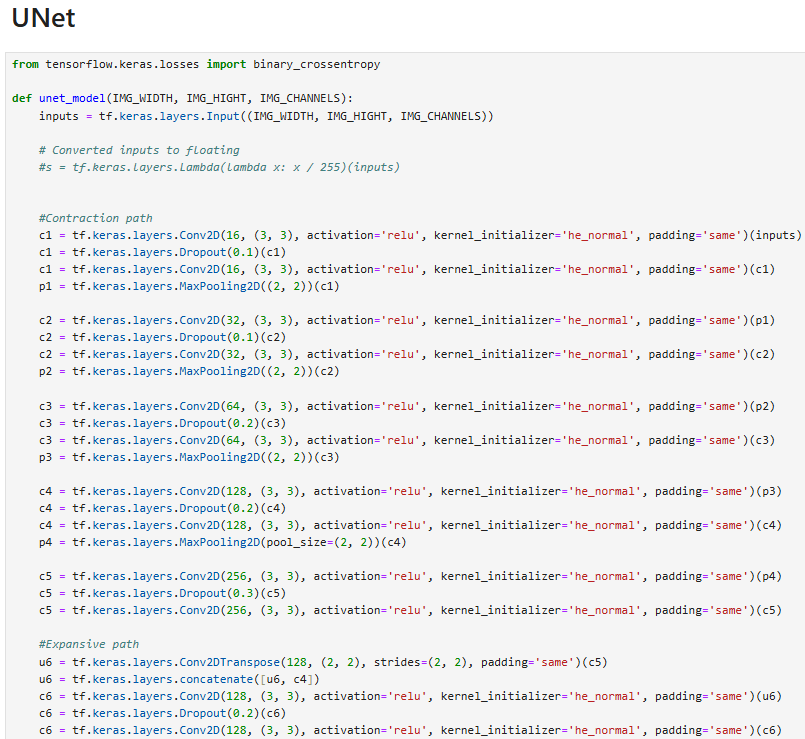 UNet
from tensorflow.keras.losses import binary_crossentropy
def unet_model(IMG_WIDTH, IMG_HIGHT, IMG_CHANNELS):
    inputs = tf.keras.layers.Input((IMG_WIDTH, IMG_HIGHT, IMG_CHANNELS))
    # Converted inputs to floating
    #s = tf.keras.layers.Lambda(lambda x: x / 255)(inputs)
    #Contraction path
    c1 = tf.keras.layers.Conv2D(16, (3, 3), activation='relu', kernel_initializer='he_normal', padding='same')(inputs)
    c1 = tf.keras.layers.Dropout(0.1)(c1)
    c1 = tf.keras.layers.Conv2D(16, (3, 3), activation='relu', kernel_initializer='he_normal', padding='same')(c1)
    p1 = tf.keras.layers.MaxPooling2D((2, 2))(c1)
    c2 = tf.keras.layers.Conv2D(32, (3, 3), activation='relu', kernel_initializer='he_normal', padding='same')(p1)
    c2 = tf.keras.layers.Dropout(0.1)(c2)
    c2 = tf.keras.layers.Conv2D(32, (3, 3), activation='relu', kernel_initializer='he_normal', padding='same')(c2)
    p2 = tf.keras.layers.MaxPooling2D((2, 2))(c2)
    c3 = tf.keras.layers.Conv2D(64, (3, 3), activation='relu', kernel_initializer='he_normal', padding='same')(p2)
    c3 = tf.keras.layers.Dropout(0.2)(c3)
    c3 = tf.keras.layers.Conv2D(64, (3, 3), activation='relu', kernel_initializer='he_normal', padding='same')(c3)
    p3 = tf.keras.layers.MaxPooling2D((2, 2))(c3)
    c4 = tf.keras.layers.Conv2D(128, (3, 3), activation='relu', kernel_initializer='he_normal', padding='same')(p3)
    c4 = tf.keras.layers.Dropout(0.2)(c4)
    c4 = tf.keras.layers.Conv2D(128, (3, 3), activation='relu', kernel_initializer='he_normal', padding='same')(c4)
    p4 = tf.keras.layers.MaxPooling2D(pool_size=(2, 2))(c4)
    c5 = tf.keras.layers.Conv2D(256, (3, 3), activation='relu', kernel_initializer='he_normal', padding='same')(p4)
    c5 = tf.keras.layers.Dropout(0.3)(c5)
    c5 = tf.keras.layers.Conv2D(256, (3, 3), activation='relu', kernel_initializer='he_normal', padding='same')(c5)
    #Expansive path
    u6 = tf.keras.layers.Conv2DTranspose(128, (2, 2), strides=(2, 2), padding='same')(c5)
    u6 = tf.keras.layers.concatenate([u6, c4])
    c6 = tf.keras.layers.Conv2D(128, (3, 3), activation='relu', kernel_initializer='he_normal', padding='same')(u6)
    c6 = tf.keras.layers.Dropout(0.2)(c6)
    c6 = tf.keras.layers.Conv2D(128, (3, 3), activation='relu', kernel_initializer='he_normal', padding='same')(c6)